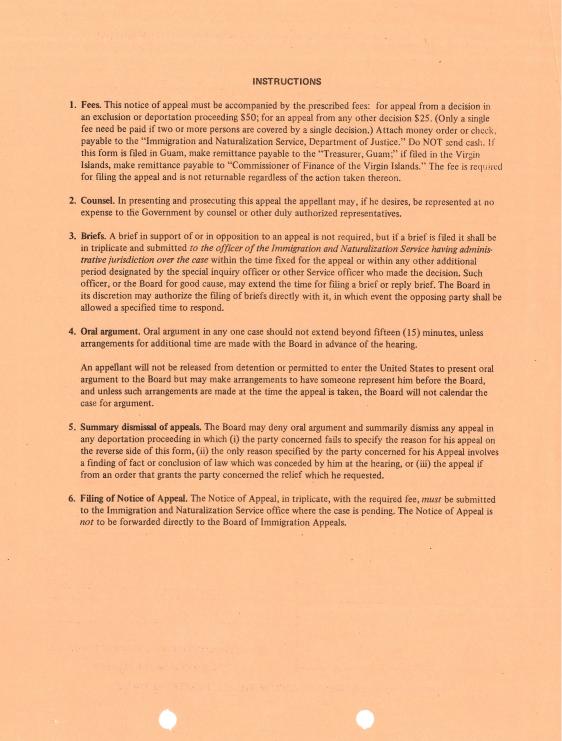 INSTRUCTIONS
1. Fees. This notice of appeal must be accompanied by the prescribed fees: for appeal from a decision in
an exclusion or deportation proceeding $50; for an appeal from any other decision $25. (Only a single
fee need be paid if two or more persons are covered by a single decision.) Attach money order or check,
payable to the "Immigration and Naturalization Service, Department of Justice." Do NOT send cash. If
this form is filed in Guam, make remittance payable to the "Treasurer, Guam;" if filed in the Virgin
Islands, make remittance payable to "Commissioner of Finance of the Virgin Islands." The fee is required
for filing the appeal and is not returnable regardless of the action taken thereon.
2. Counsel. In presenting and prosecuting this appeal the appellant may, if he desires, be represented at no
expense to the Government by counsel or other duly authorized representatives.
3. Briefs. A brief in support of or in opposition to an appeal is not required, but if a brief is filed it shall be
in triplicate and submitted to the officer of the Immigration and Naturalization Service having adminis-
trative jurisdiction over the case within the time fixed for the appeal or within any other additional
period designated by the special inquiry officer or other Service officer who made the decision. Such
officer, or the Board for good cause, may extend the time for filing a brief or reply brief. The Board in
its discretion may authorize the filing of briefs directly with it, in which event the opposing party shall be
allowed a specified time to respond.
4. Oral argument. Oral argument in any one case should not extend beyond fifteen (15) minutes, unless
arrangements for additional time are made with the Board in advance of the hearing.
An appellant will not be released from detention or permitted to enter the United States to present oral
argument to the Board but may make arrangements to have someone represent him before the Board,
and unless such arrangements are made at the time the appeal is taken, the Board will not calendar the
case for argument.
5. Summary dismissal of appeals. The Board may deny oral argument and summarily dismiss any appeal in
any deportation proceeding in which (i) the party concerned fails to specify the reason for his appeal on
the reverse side of this form, (ii) the only reason specified by the party concerned for his Appeal involves
a finding of fact or conclusion of law which was conceded by him at the hearing, or (iii) the appeal if
from an order that grants the party concerned the relief which he requested.
6. Filing of Notice of Appeal. The Notice of Appeal, in triplicate, with the required fee, must be submitted
to the Immigration and Naturalization Service office where the case is pending. The Notice of Appeal is
not to be forwarded directly to the Board of Immigration Appeals.